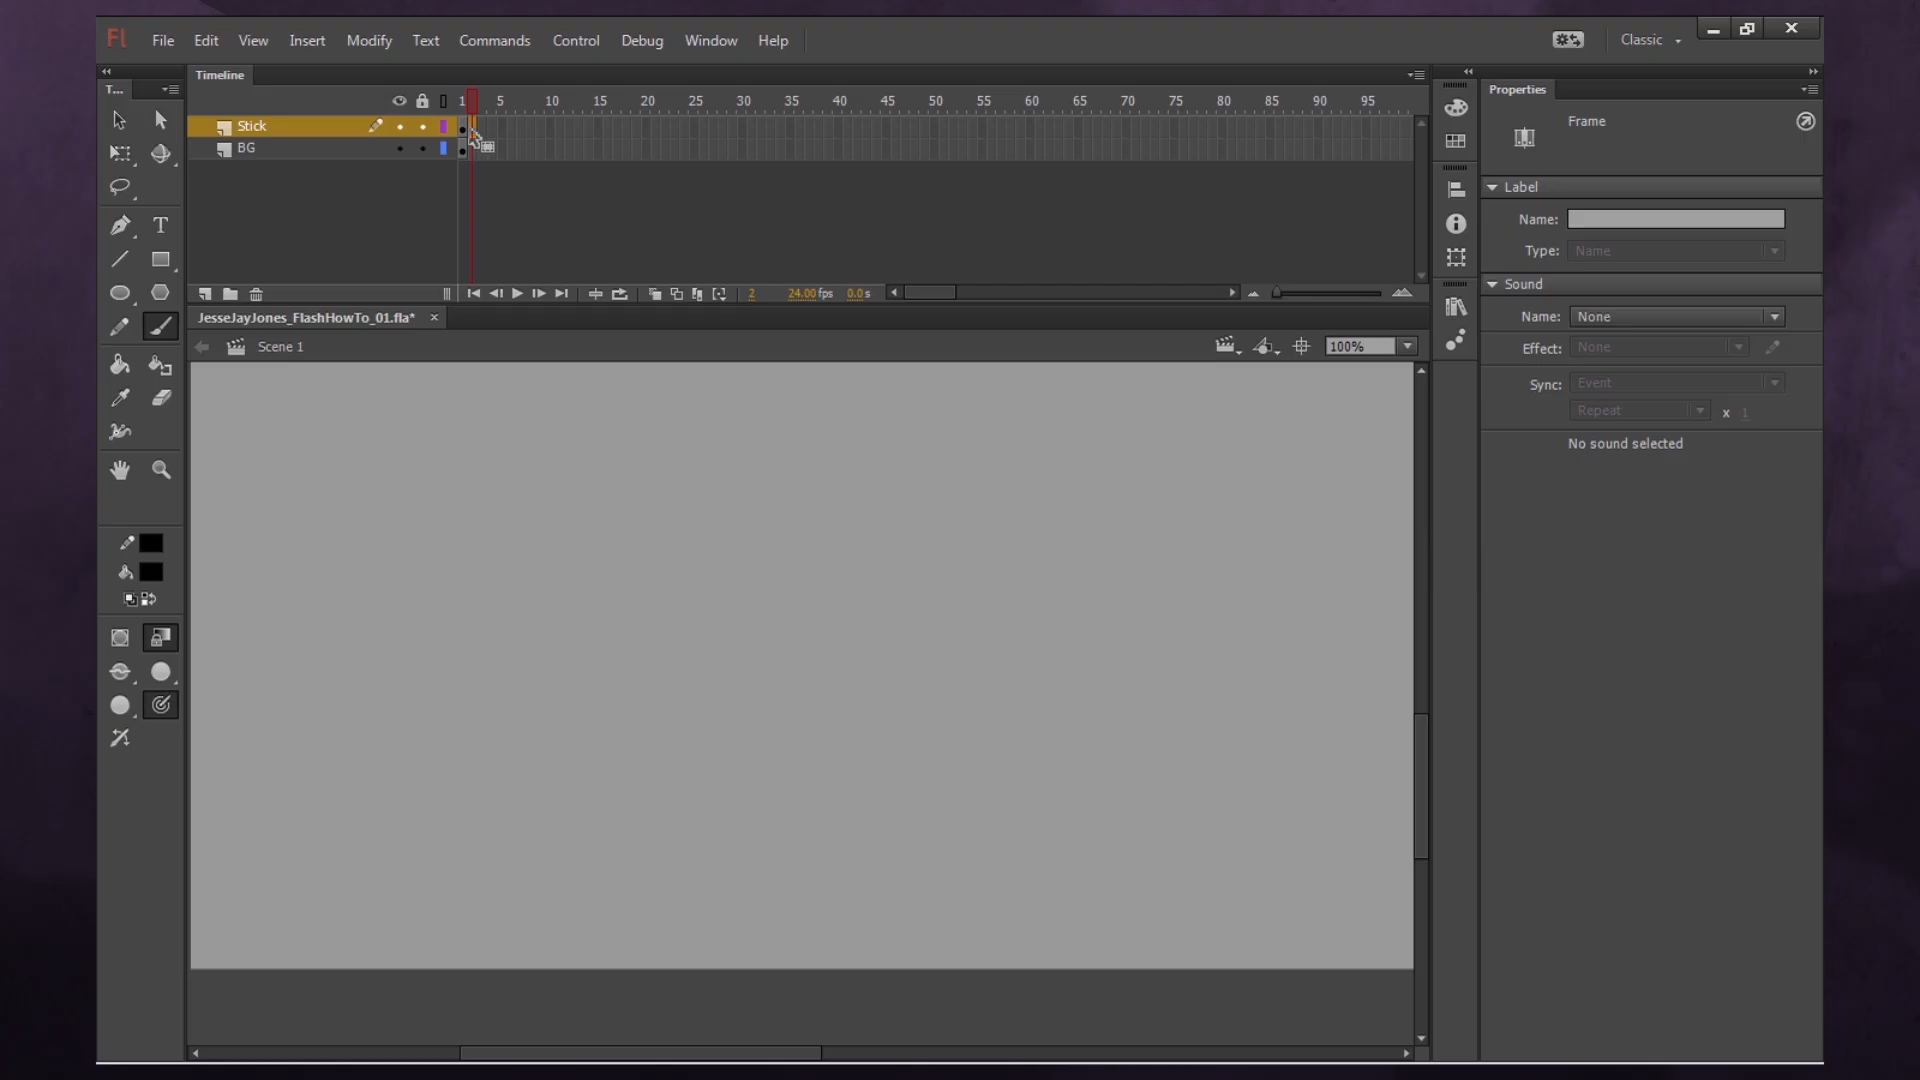 Fl File Edit View Insert Modify Text Commands Control Debug Window Help Classic
T... Timeline
1 5 10 15 20 25 30 35 40 45 50 55 60 65 70 75 80 85 90 95
Stick
BG
2 24.00 fps 0.0 s
JesseJayJones_FlashHowTo_01.fla*
Scene 1 100%
T
Properties
Frame
Label
Name:
Type: Name
Sound
Name: None
Effect: None
Sync: Event
Repeat x 1
No sound selected